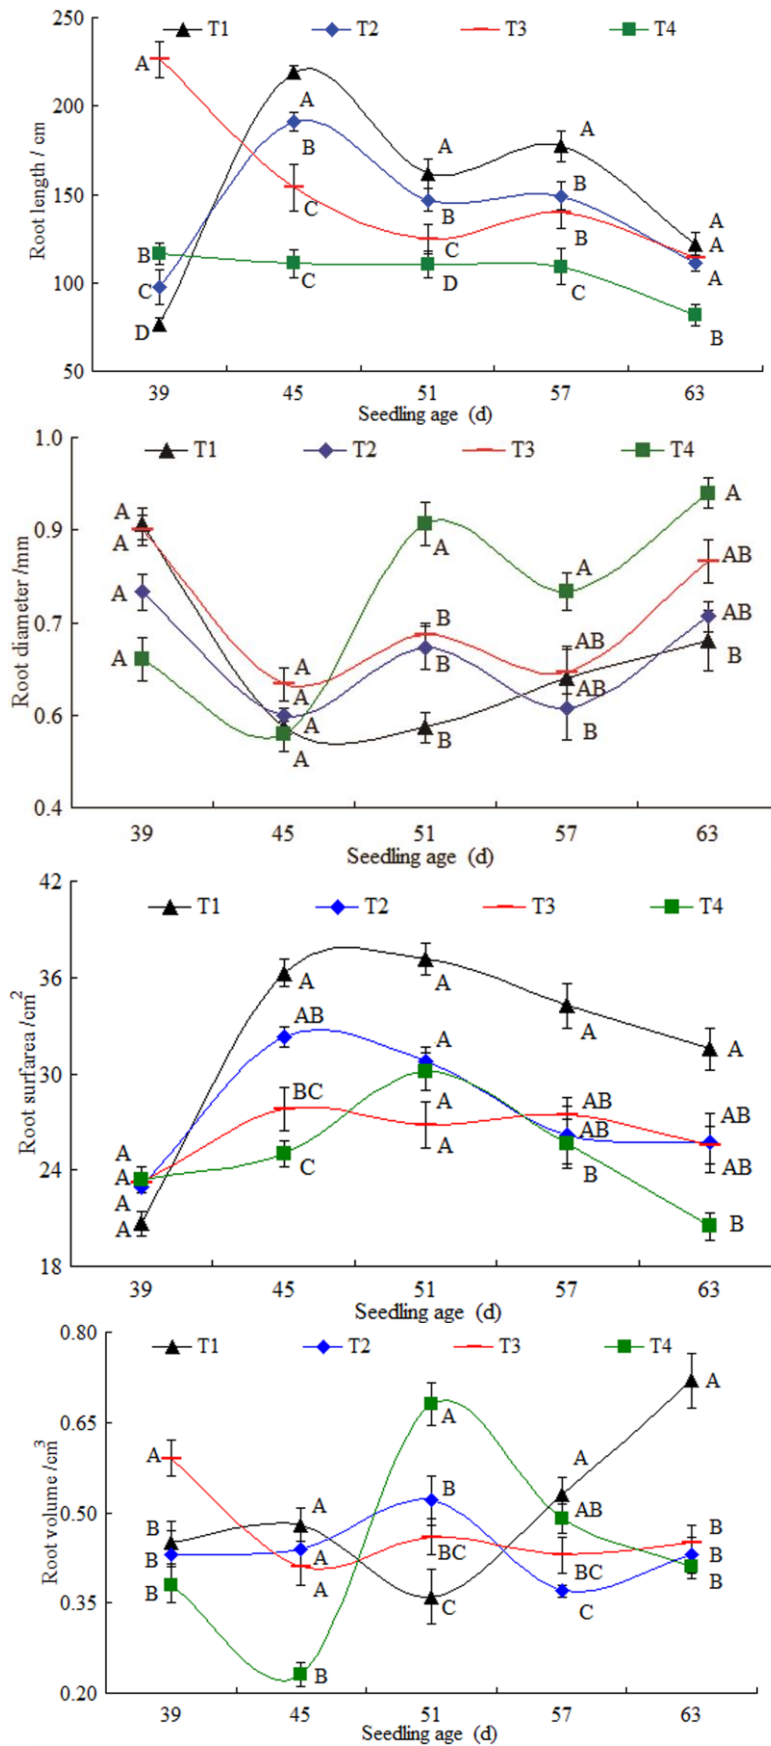 250
T1 T2 T3 T4
A
200
A
B
A
A
150
C
B
B
B
A
B
C
A
C
D
C
A
100
D
B
50
39 45 51 57 63
Root length / cm
Seedling age (d)
1.0
T1 T2 T3 T4
A
A
0.9
A
A
A
AB
A
0.7
B
AB
AB
A
A
B
AB
B
A
A
B
B
0.6
A
0.4
39 45 51 57 63
Root diameter /mm
Seedling age (d)
42
T1 T2 T3 T4
36
A
A
AB
A
A
A
30
BC
A
AB
AB
A
AB
A
C
B
AB
24
A
A
A
B
18
39 45 51 57 63
Root surfarea /cm2
Seedling age (d)
0.80
T1 T2 T3 T4
A
0.65
A
A
A
0.50
A
B
AB
B
B
B
A
BC
BC
B
B
A
B
0.35
C
C
B
0.20
39 45 51 57 63
Root volume /cm3
Seedling age (d)